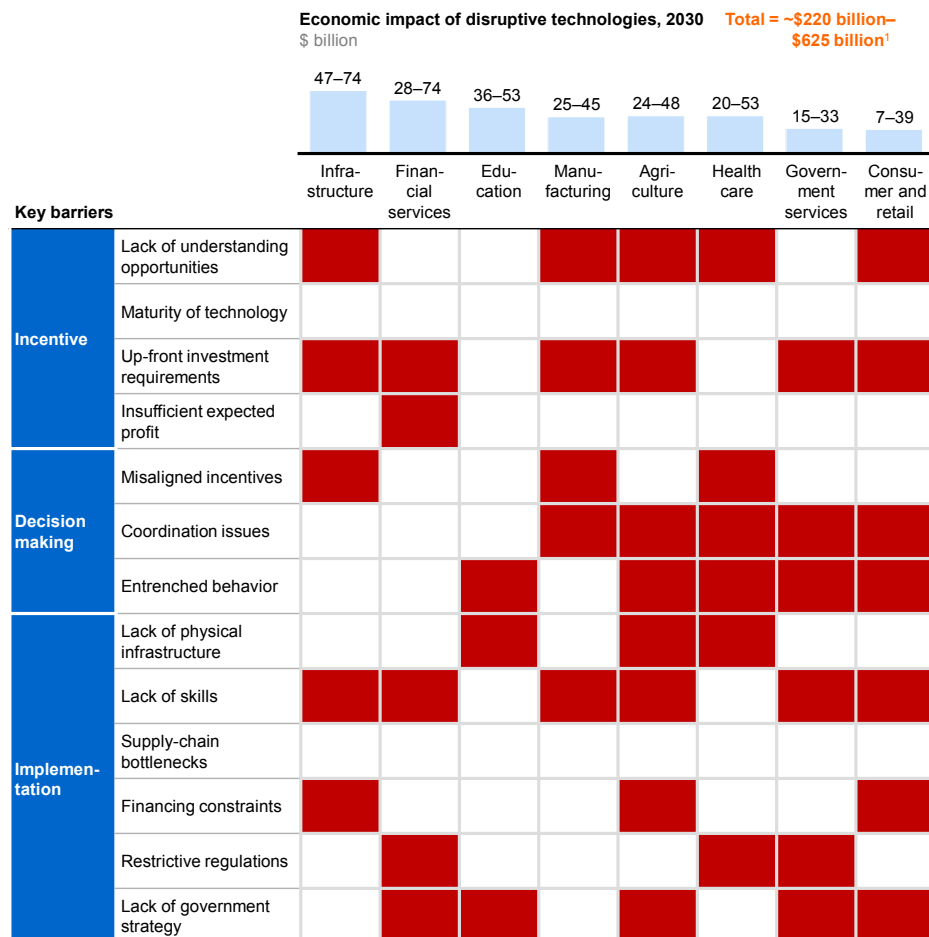 Economic impact of disruptive technologies, 2030
Total = ~$220 billion–
$625 billion¹
$ billion
47–74
28–74
36–53
25–45
24–48
20–53
15–33
7–39
Infra-
structure
Finan-
cial
services
Edu-
cation
Manu-
facturing
Agri-
culture
Health
care
Govern-
ment
services
Consu-
mer and
retail
Key barriers
Incentive
Lack of understanding
opportunities
Maturity of technology
Up-front investment
requirements
Insufficient expected
profit
Decision
making
Misaligned incentives
Coordination issues
Entrenched behavior
Implemen-
tation
Lack of physical
infrastructure
Lack of skills
Supply-chain
bottlenecks
Financing constraints
Restrictive regulations
Lack of government
strategy